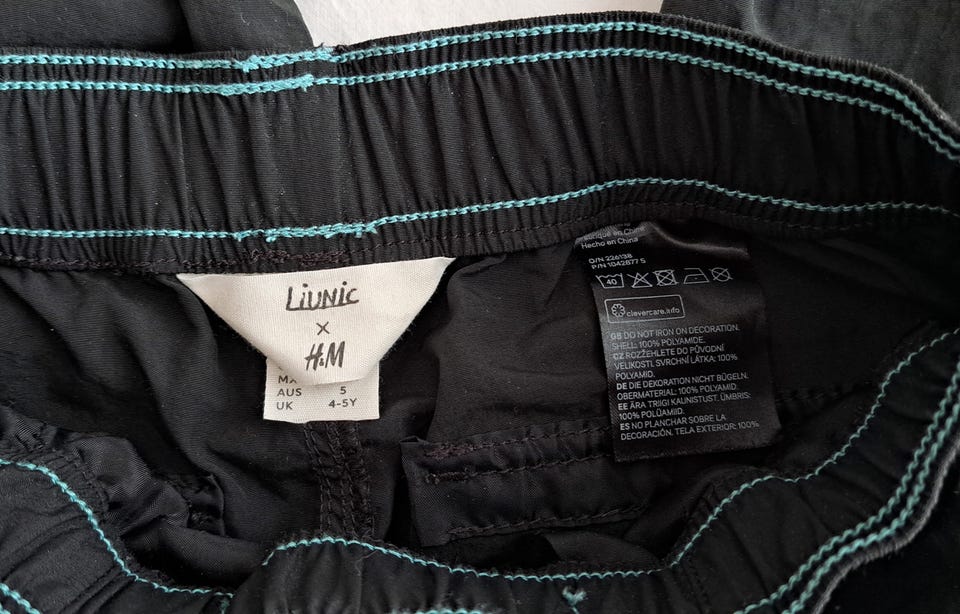 LiUNiC
X
H&M
AUS 5
UK 4-5Y
Hecho en China
O/N 226138
P/N 1042877 5
40
clevercare.info
GB DO NOT IRON ON DECORATION.
SHELL: 100% POLYAMIDE.
CZ ROZŽEHLETE DO PŮVODNÍ
VELIKOSTI. SVRCHNÍ LÁTKA: 100%
POLYAMID.
DE DIE DEKORATION NICHT BÜGELN.
OBERMATERIAL: 100% POLYAMID.
EE ÄRA TRIIGI KAUNISTUST. ÜMBRIS:
100% POLÜAMIID.
ES NO PLANCHAR SOBRE LA
DECORACIÓN. TELA EXTERIOR: 100%